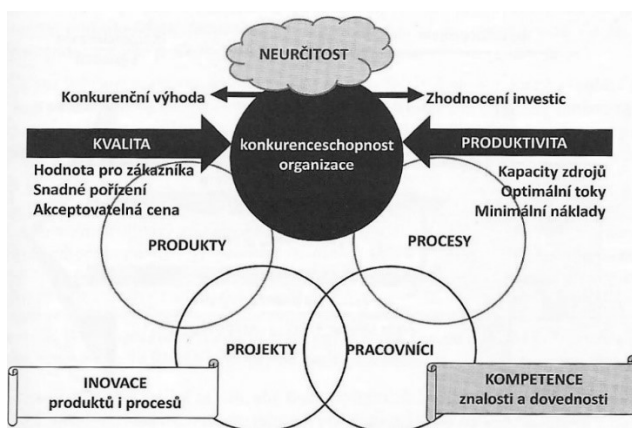 NEURČITOST
Konkurenční výhoda
Zhodnocení investic
KVALITA
konkurenceschopnost
organizace
PRODUKTIVITA
Hodnota pro zákazníka
Snadné pořízení
Akceptovatelná cena
Kapacity zdrojů
Optimální toky
Minimální náklady
PRODUKTY
PROCESY
PROJEKTY
PRACOVNÍCI
INOVACE
produktů i procesů
KOMPETENCE
znalosti a dovednosti